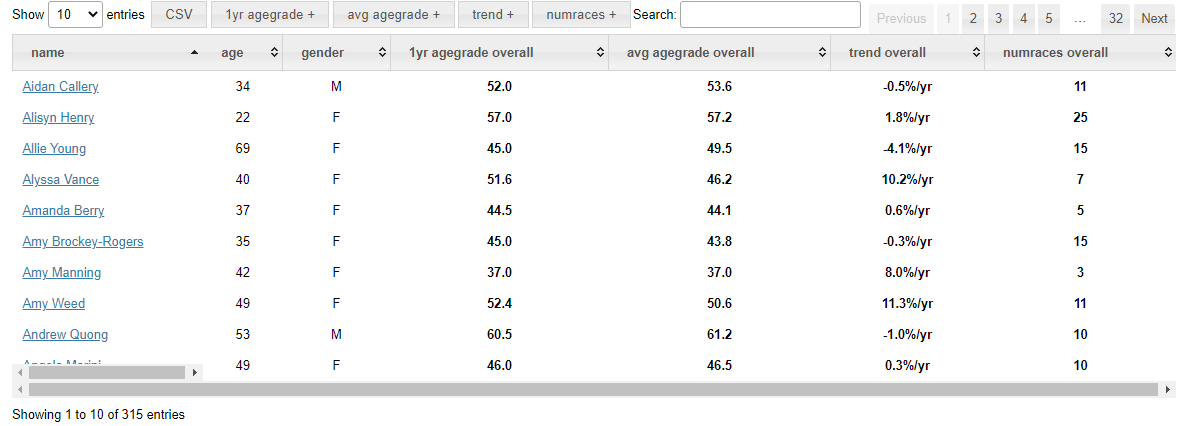 Show 10 entries CSV 1yr agegrade + avg agegrade + trend + numraces + Search: Previous 1 2 3 4 5 … 32 Next
name age gender 1yr agegrade overall avg agegrade overall trend overall numraces overall
Aidan Callery 34 M 52.0 53.6 -0.5%/yr 11
Alisyn Henry 22 F 57.0 57.2 1.8%/yr 25
Allie Young 69 F 45.0 49.5 -4.1%/yr 15
Alyssa Vance 40 F 51.6 46.2 10.2%/yr 7
Amanda Berry 37 F 44.5 44.1 0.6%/yr 5
Amy Brockey-Rogers 35 F 45.0 43.8 -0.3%/yr 15
Amy Manning 42 F 37.0 37.0 8.0%/yr 3
Amy Weed 49 F 52.4 50.6 11.3%/yr 11
Andrew Quong 53 M 60.5 61.2 -1.0%/yr 10
49 F 46.0 46.5 0.3%/yr 10
Showing 1 to 10 of 315 entries